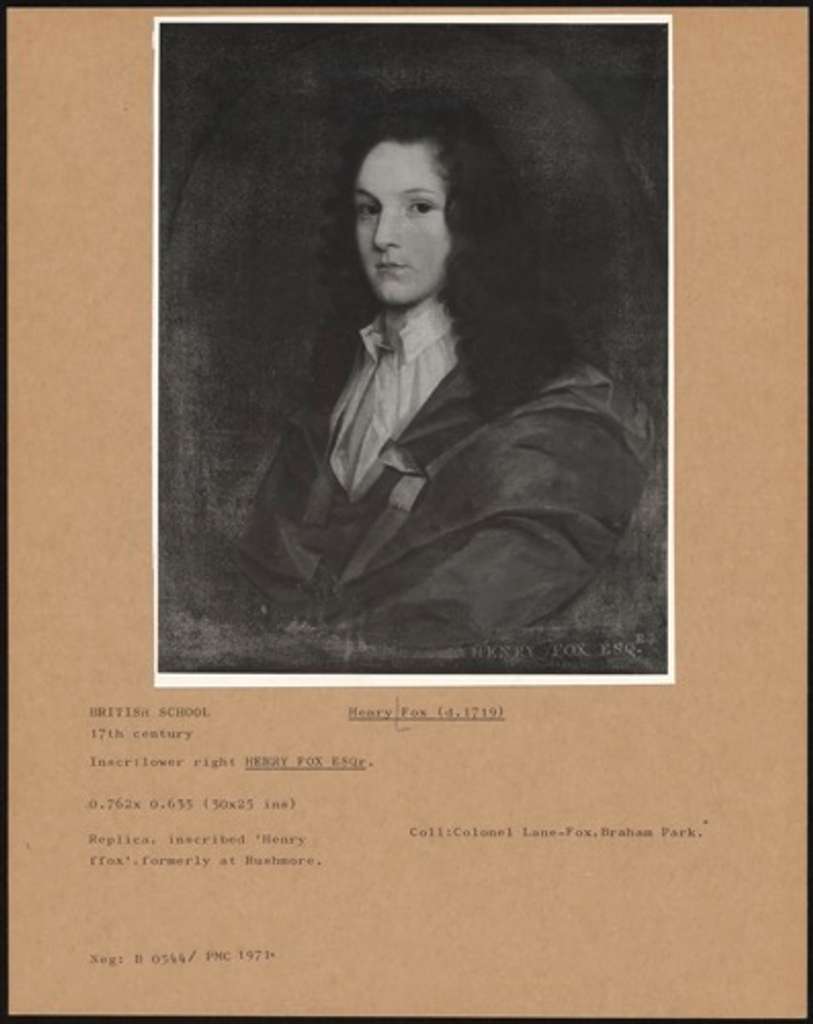 HENRY FOX ESQ.R
BRITISH SCHOOL
Henry Fox (d.1719)
17th century
Inscr:lower right HENRY FOX ESQr.
0.762x 0.635 (30x25 ins)
Replica, inscribed 'Henry
ffox'.formerly at Rushmore.
Coll:Colonel Lane-Fox.Braham Park.
Neg: B 0544/ PMC 1971.